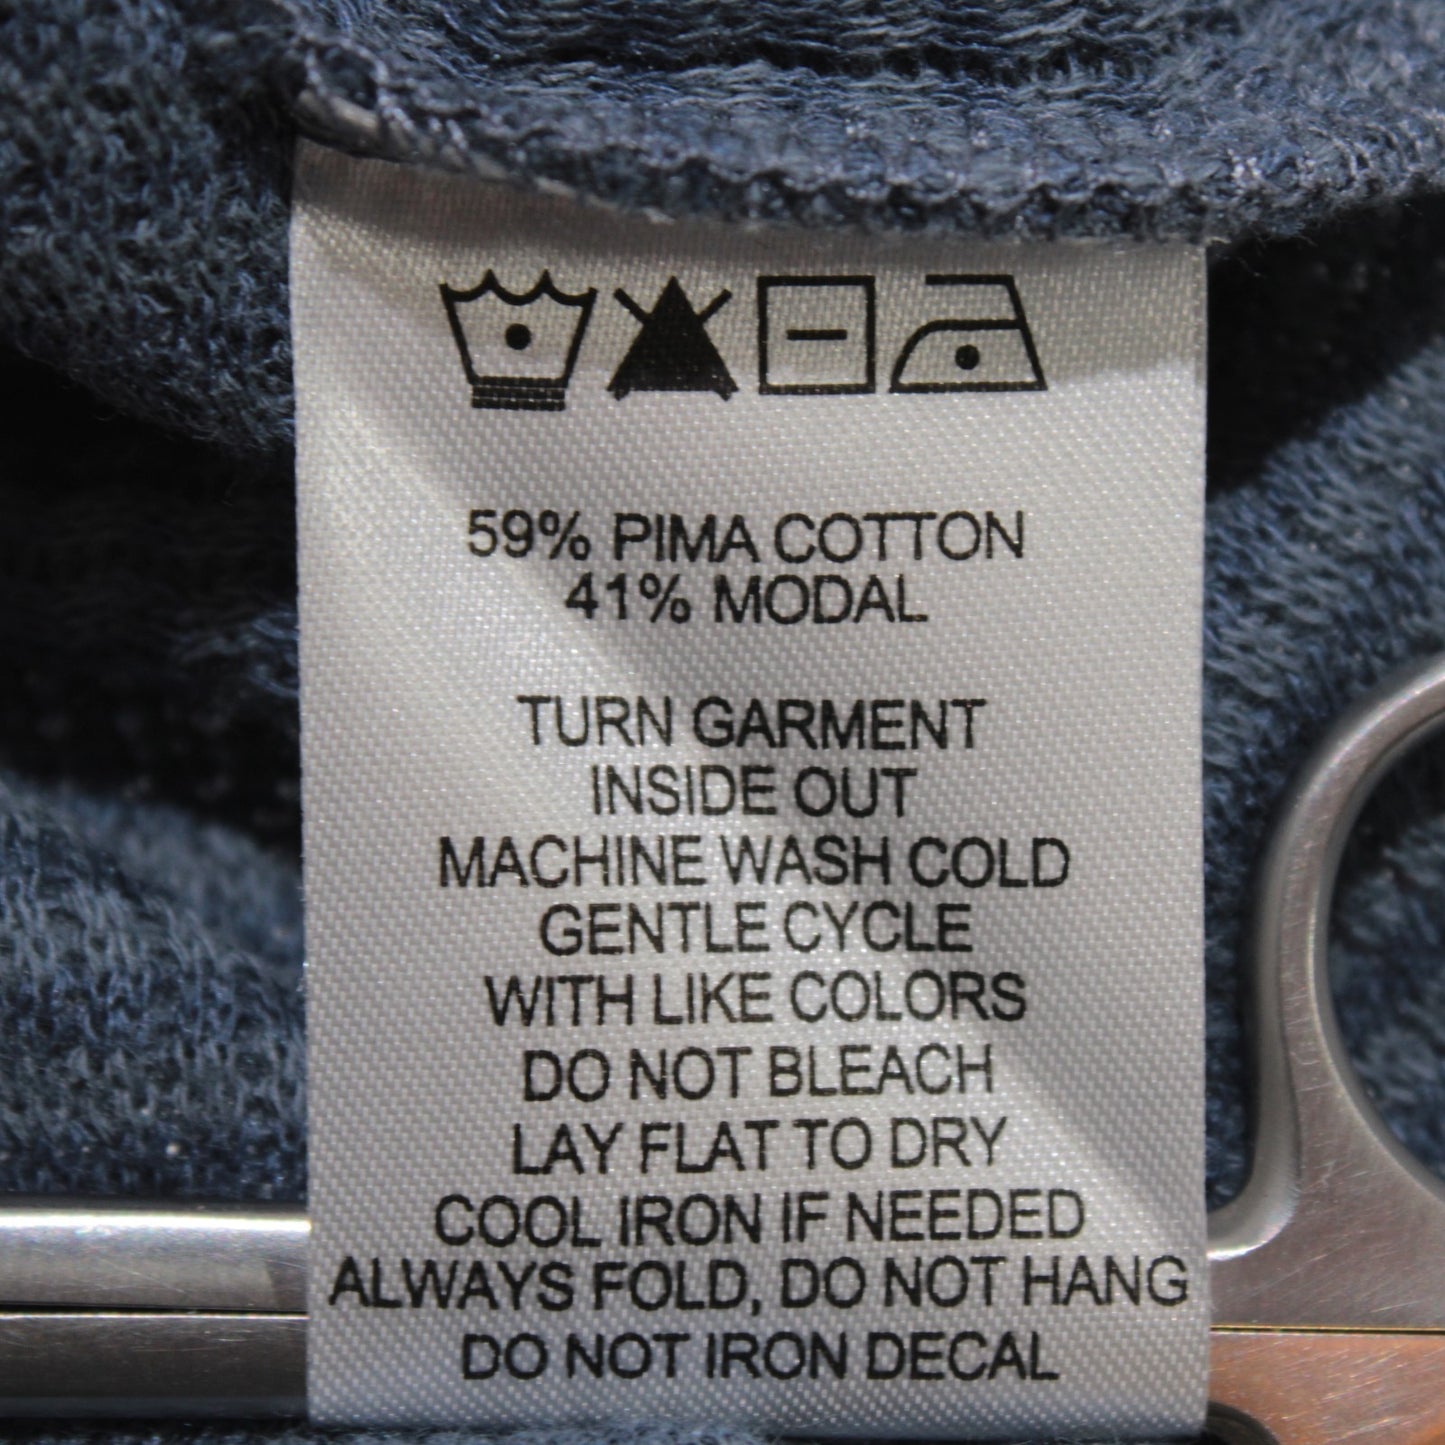 59% PIMA COTTON
41% MODAL
TURN GARMENT
INSIDE OUT
MACHINE WASH COLD
GENTLE CYCLE
WITH LIKE COLORS
DO NOT BLEACH
LAY FLAT TO DRY
COOL IRON IF NEEDED
ALWAYS FOLD, DO NOT HANG
DO NOT IRON DECAL